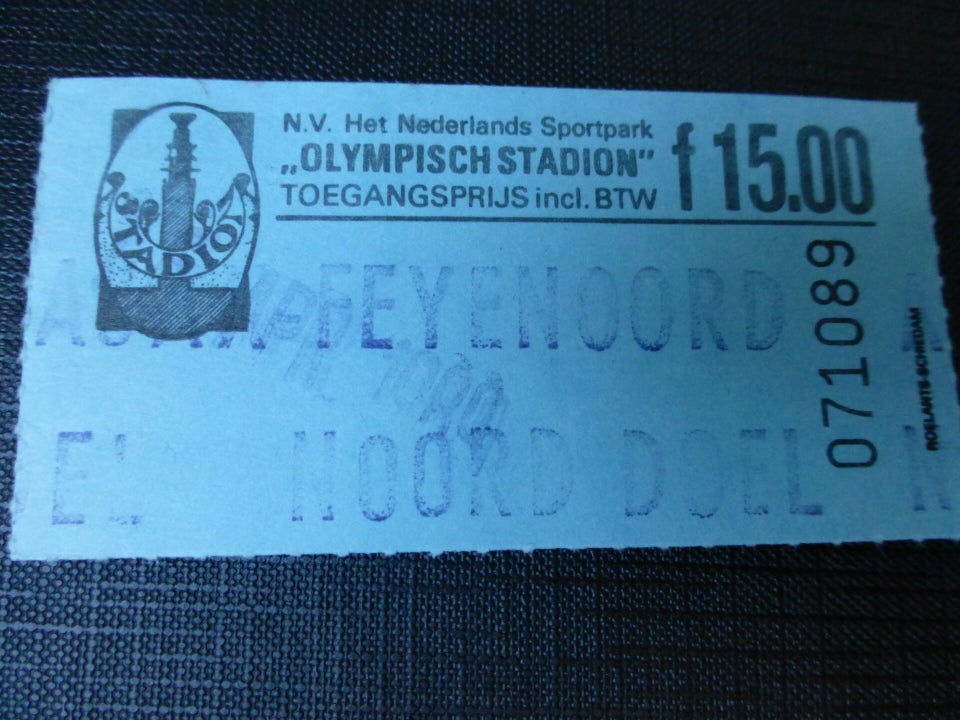 N.V. Het Nederlands Sportpark
„OLYMPISCH STADION”
TOEGANGSPRIJS incl. BTW
f 15.00
STADION
FEYENOORD
NOORD DOEL
071089
ROELANTS-SCHIEDAM